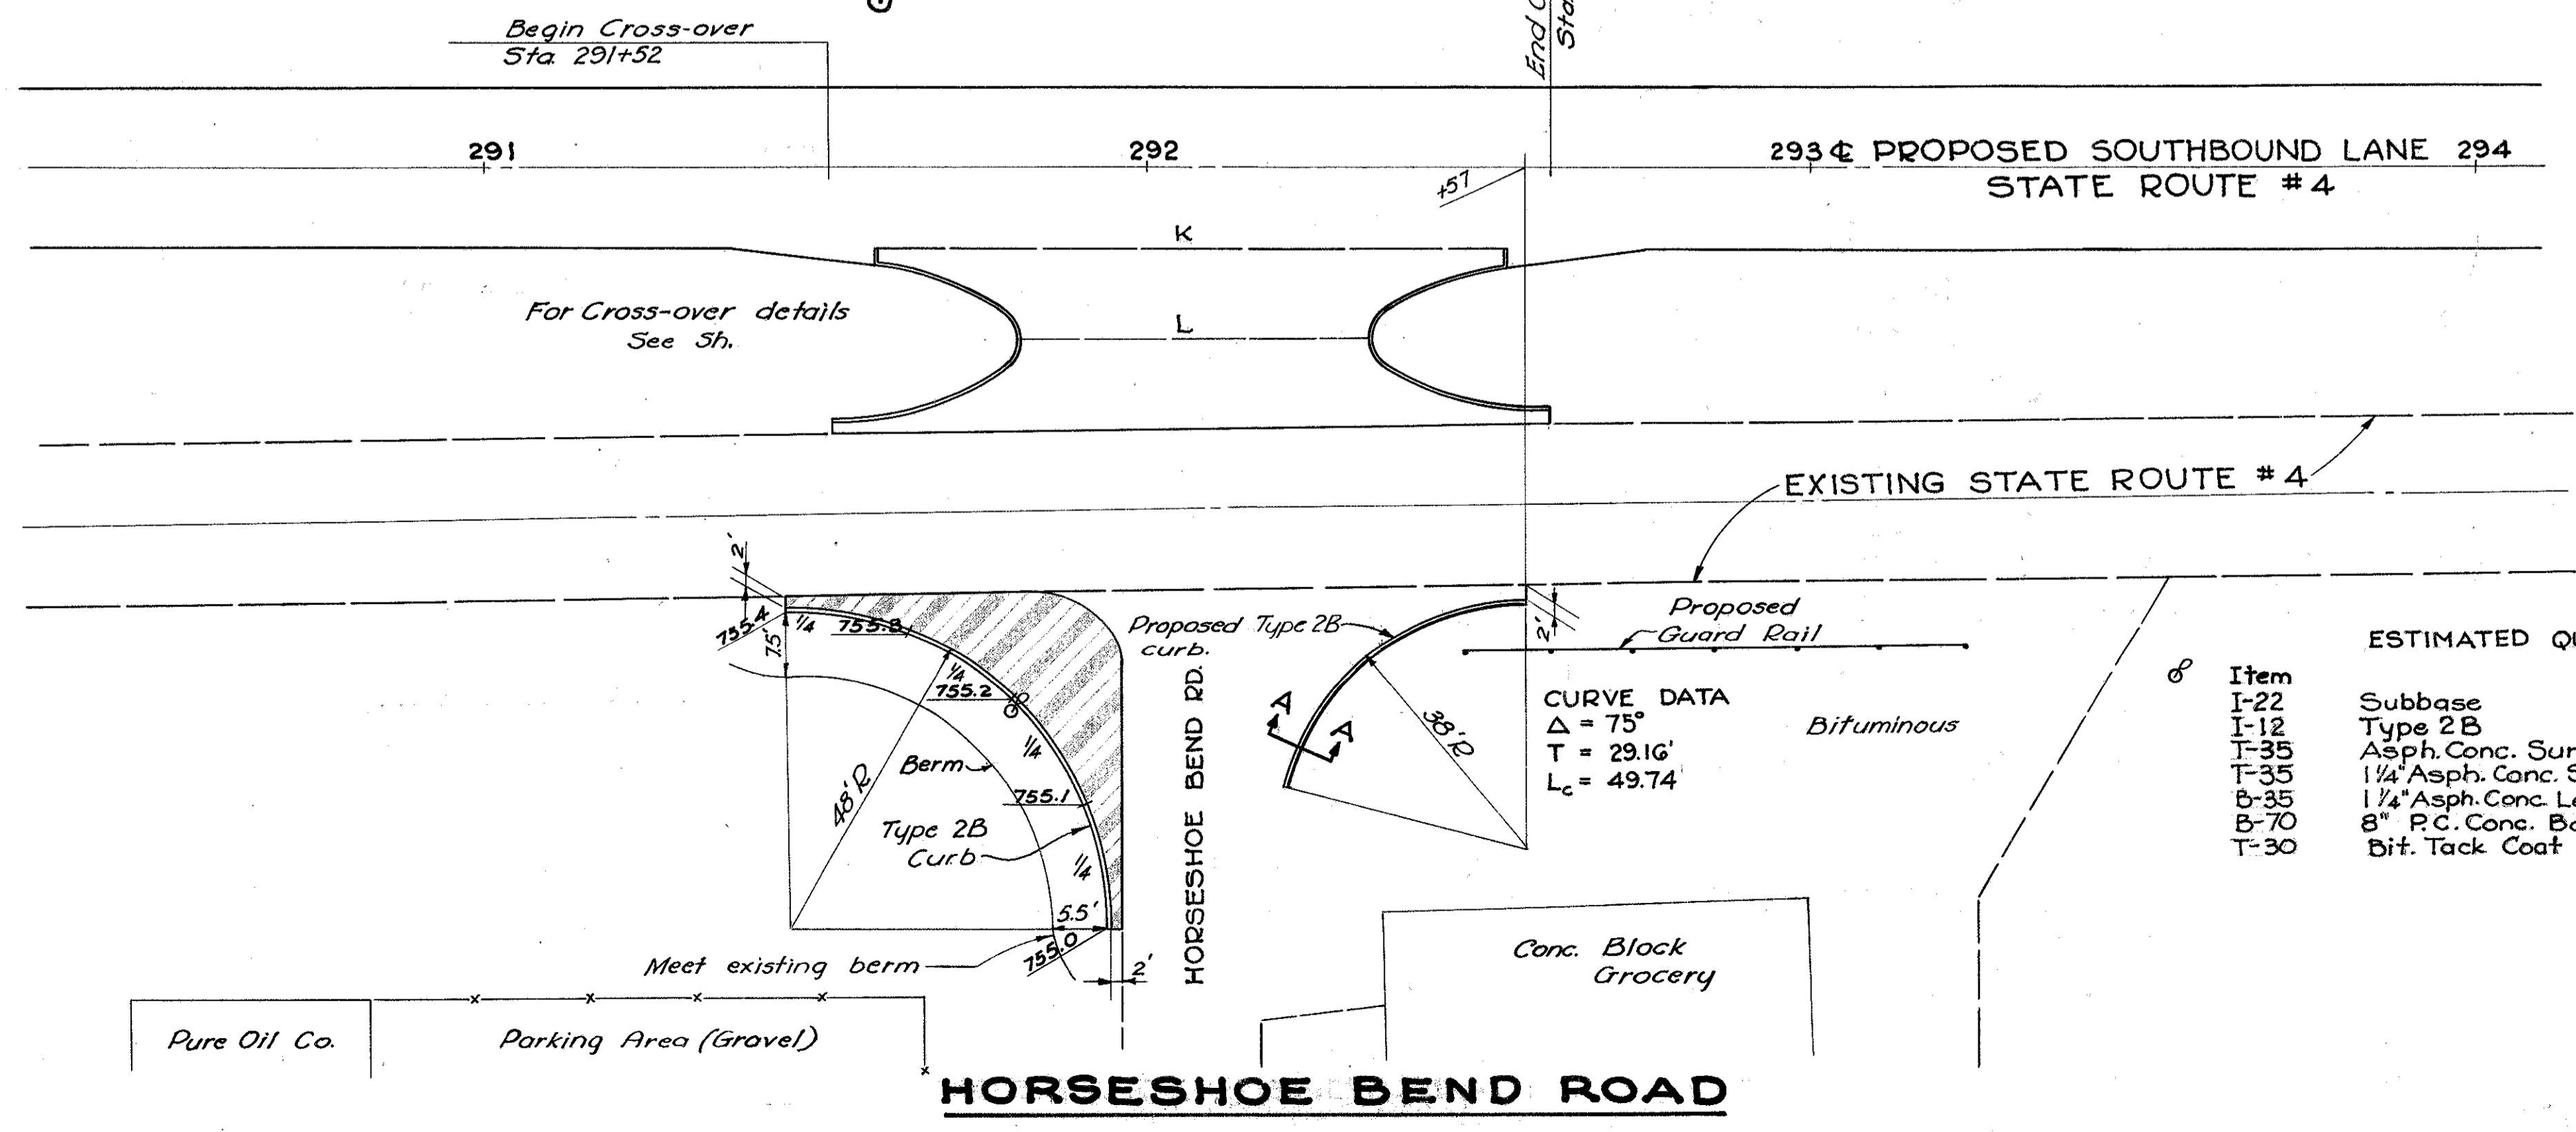 Begin Cross-over
Sta. 291+52
End
Sta
291
292
293 ℄ PROPOSED SOUTHBOUND LANE 294
STATE ROUTE #4
+57
K
L
For Cross-over details
See Sh.
EXISTING STATE ROUTE #4
2'
755.4
7.5'
1/4
755.3
1/4
755.2
1/4
755.1
1/4
48'R
Berm
Type 2B
Curb
5.5'
755.0
2'
Meet existing berm
HORSESHOE BEND RD.
Proposed Type 2B
curb.
A
A
38'R
2'
Proposed
Guard Rail
CURVE DATA
Δ = 75°
T = 29.16'
Lc = 49.74'
Bituminous
ESTIMATED
Item
I-22 Subbase
I-12 Type 2B
T-35 Asph. Conc. Sur
T-35 1 1/4" Asph. Conc. S
B-35 1 1/4" Asph. Conc. Le
B-70 8" P.C. Conc. Ba
T-30 Bit. Tack Coat
Conc. Block
Grocery
Pure Oil Co.
Parking Area (Gravel)
HORSESHOE BEND ROAD